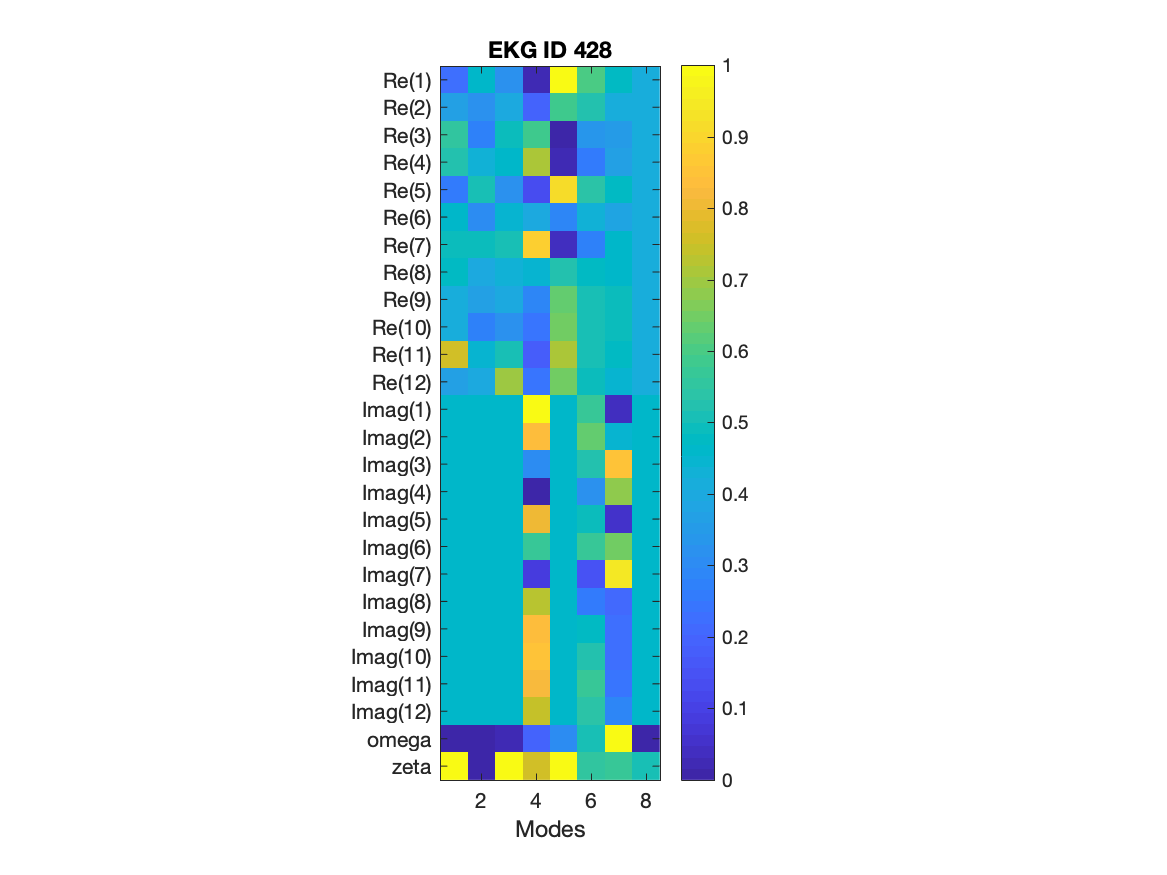 EKG ID 428
Re(1)
Re(2)
Re(3)
Re(4)
Re(5)
Re(6)
Re(7)
Re(8)
Re(9)
Re(10)
Re(11)
Re(12)
Imag(1)
Imag(2)
Imag(3)
Imag(4)
Imag(5)
Imag(6)
Imag(7)
Imag(8)
Imag(9)
Imag(10)
Imag(11)
Imag(12)
omega
zeta
2 4 6 8
Modes
1
0.9
0.8
0.7
0.6
0.5
0.4
0.3
0.2
0.1
0